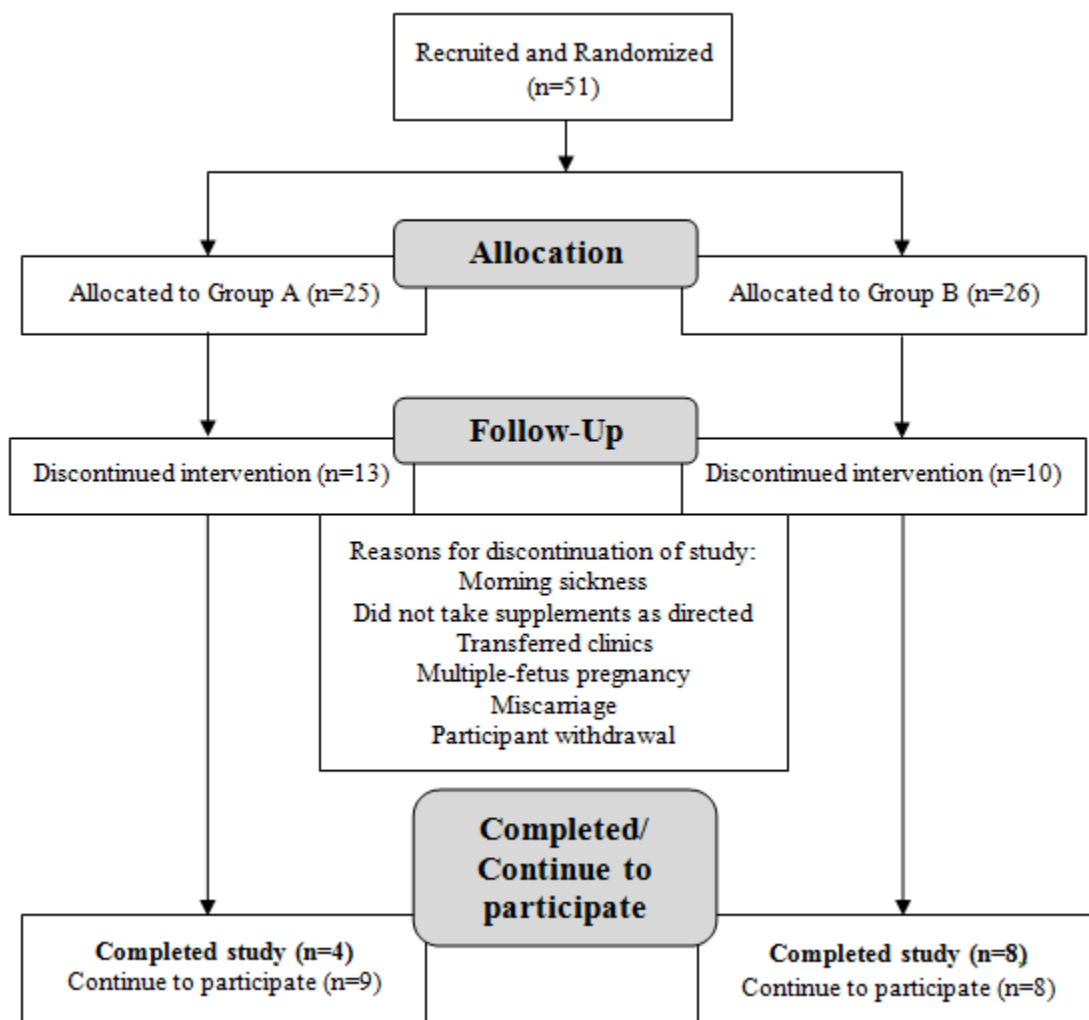 Recruited and Randomized
(n=51)
Allocation
Allocated to Group A (n=25)
Allocated to Group B (n=26)
Follow-Up
Discontinued intervention (n=13)
Discontinued intervention (n=10)
Reasons for discontinuation of study:
Morning sickness
Did not take supplements as directed
Transferred clinics
Multiple-fetus pregnancy
Miscarriage
Participant withdrawal
Completed/
Continue to
participate
Completed study (n=4)
Continue to participate (n=9)
Completed study (n=8)
Continue to participate (n=8)